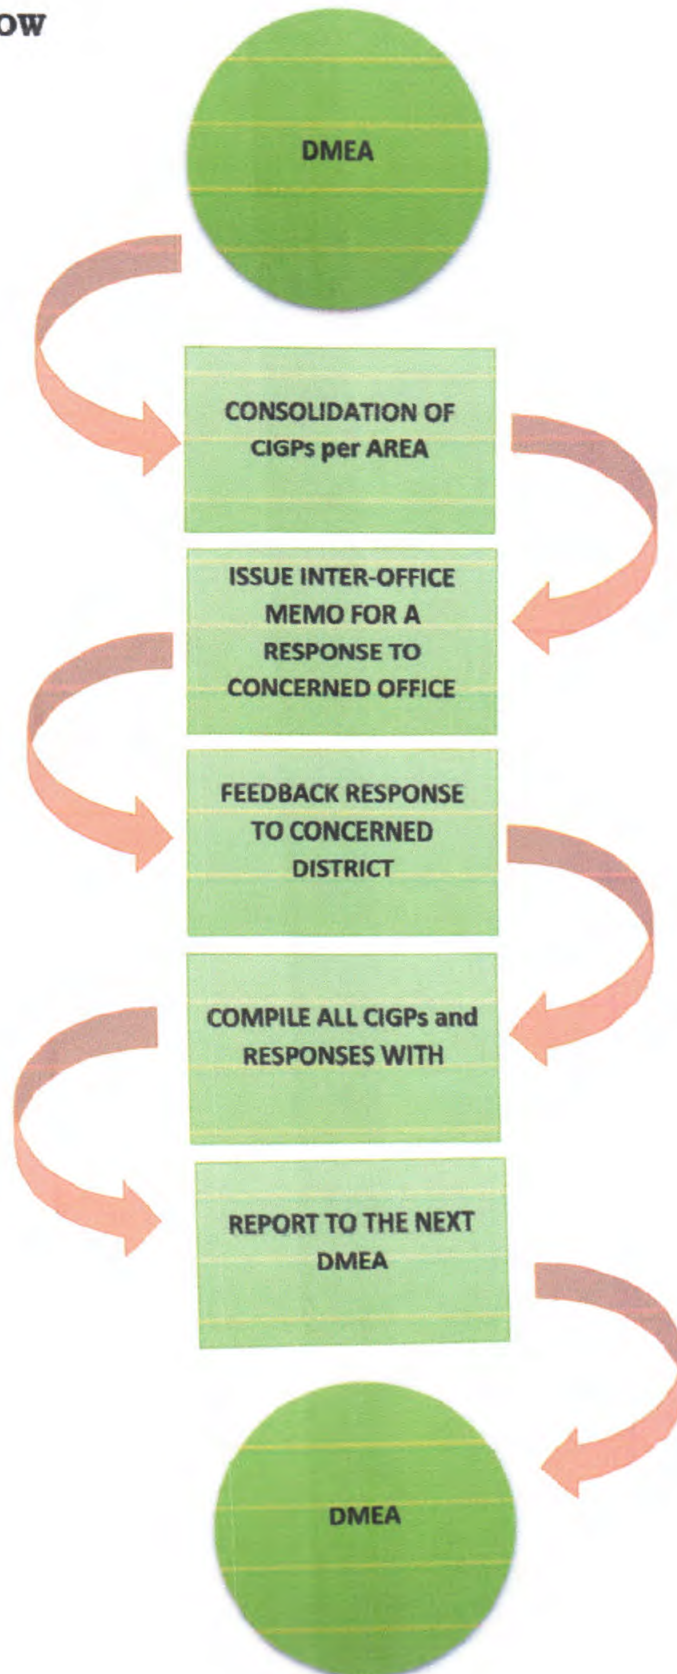 ow
DMEA
CONSOLIDATION OF
CIGPs per AREA
ISSUE INTER-OFFICE
MEMO FOR A
RESPONSE TO
CONCERNED OFFICE
FEEDBACK RESPONSE
TO CONCERNED
DISTRICT
COMPILE ALL CIGPs and
RESPONSES WITH
REPORT TO THE NEXT
DMEA
DMEA